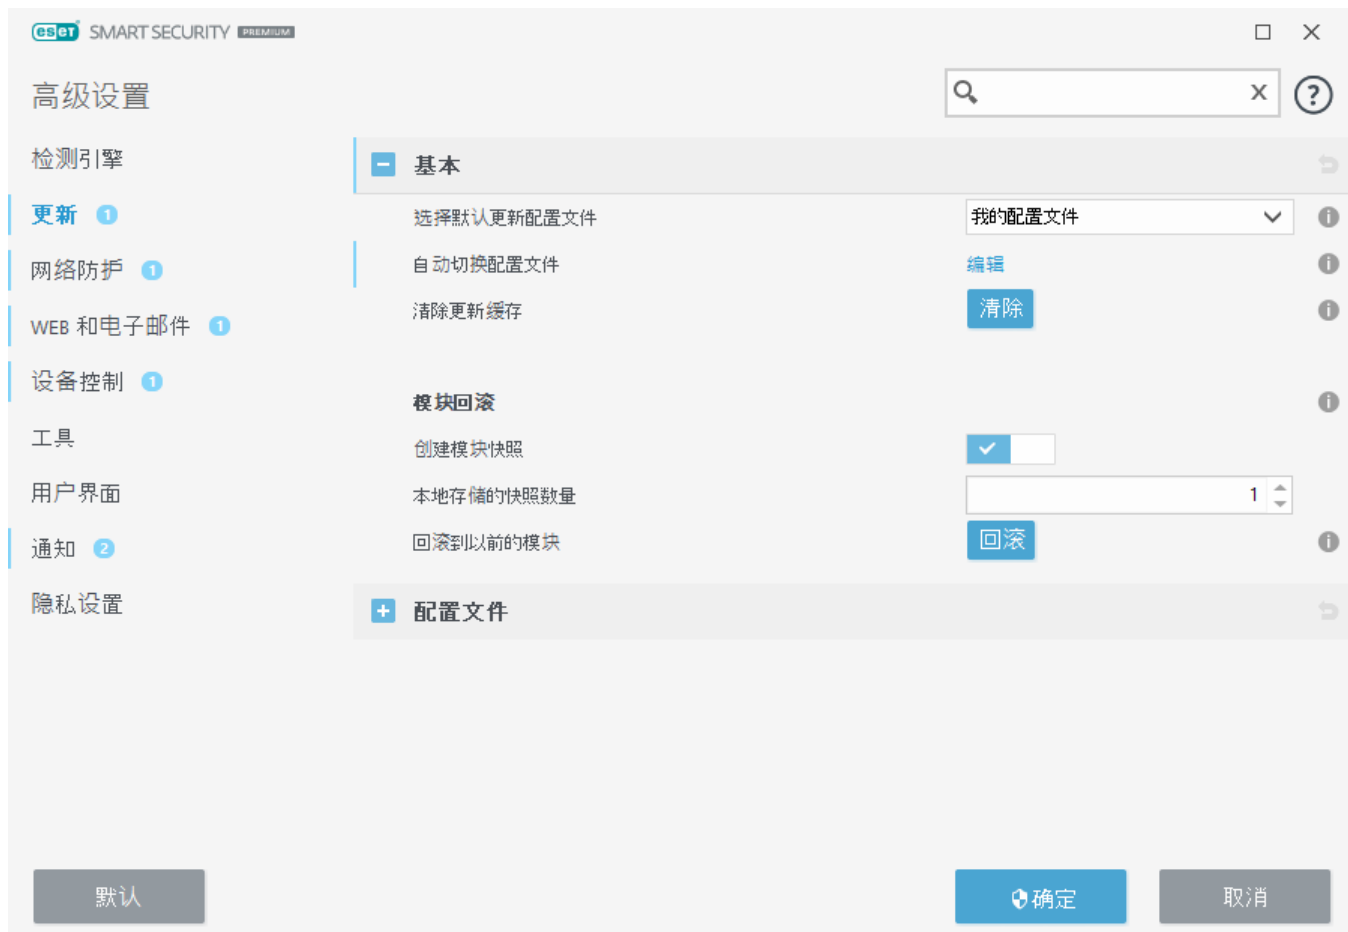 eset SMART SECURITY PREMIUM
高级设置
x
?
检测引擎
更新 1
网络防护 1
WEB 和电子邮件 1
设备控制 1
工具
用户界面
通知 2
隐私设置
基本
选择默认更新配置文件 我的配置文件
自动切换配置文件 编辑
清除更新缓存 清除
模块回滚
创建模块快照
本地存储的快照数量 1
回滚到以前的模块 回滚
配置文件
默认 确定 取消